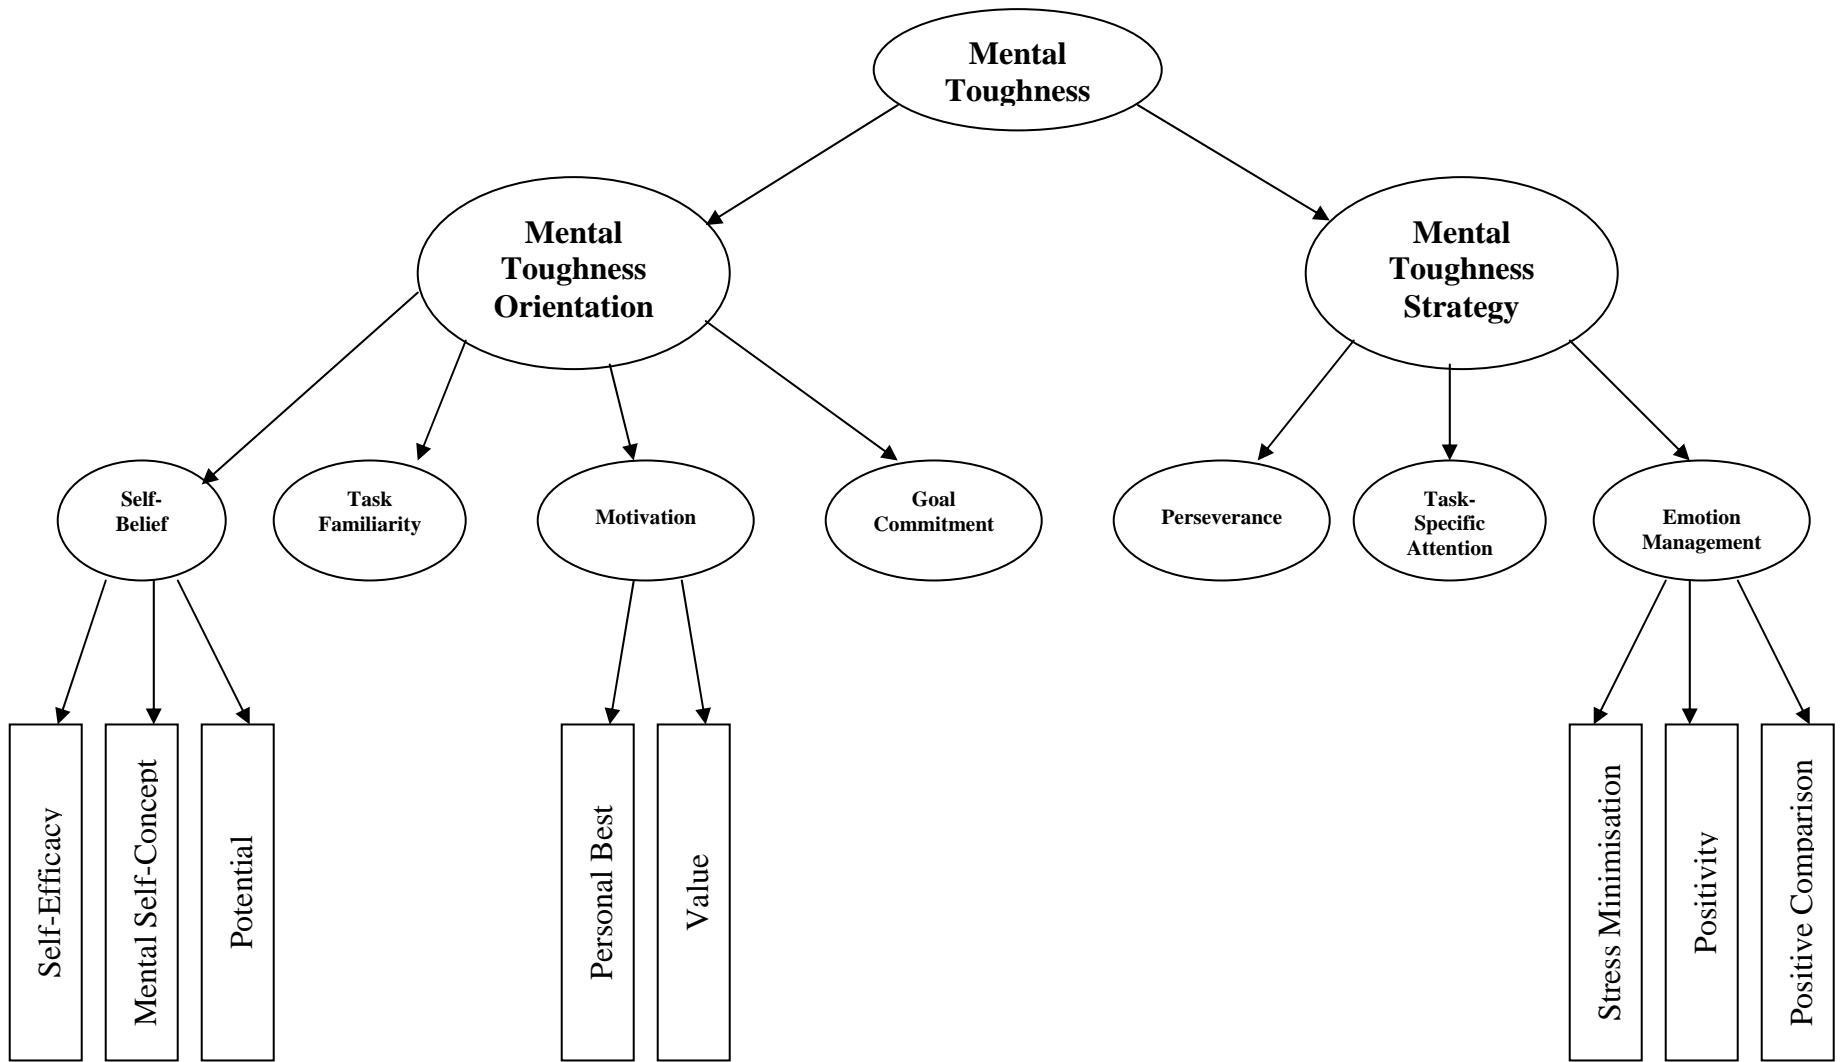 Mental
Toughness
Mental
Toughness
Orientation
Mental
Toughness
Strategy
Self-
Belief
Task
Familiarity
Motivation
Goal
Commitment
Perseverance
Task-
Specific
Attention
Emotion
Management
Self-Efficacy
Mental Self-Concept
Potential
Personal Best
Value
Stress Minimisation
Positivity
Positive Comparison